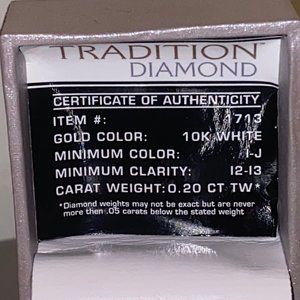 TRADITION™
DIAMOND
CERTIFICATE OF AUTHENTICITY
ITEM #: 713
GOLD COLOR: 10K WHITE
MINIMUM COLOR: I-J
MINIMUM CLARITY: I2-I3
CARAT WEIGHT: 0.20 CT TW*
*Diamond weights may not be exact but are never
more then .05 carats below the stated weight